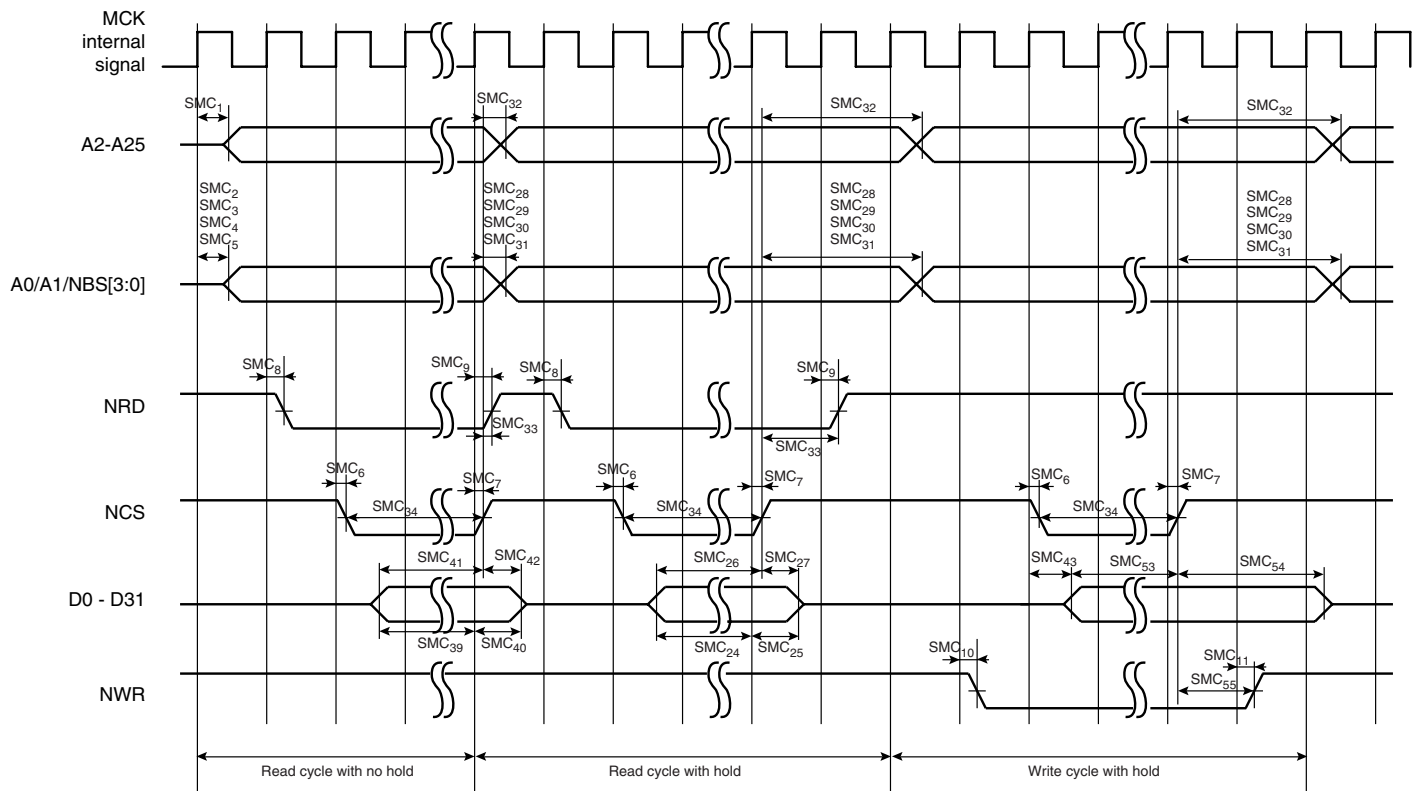 MCK
internal
signal
SMC1 SMC32 SMC32 SMC32
A2-A25
SMC2 SMC28 SMC28 SMC28
SMC3 SMC29 SMC29 SMC29
SMC4 SMC30 SMC30 SMC30
SMC5 SMC31 SMC31 SMC31
A0/A1/NBS[3:0]
SMC8 SMC9 SMC8 SMC9
NRD
SMC33 SMC33
SMC6 SMC7 SMC6 SMC7 SMC6 SMC7
NCS
SMC34 SMC34 SMC34
SMC41 SMC42 SMC26 SMC27 SMC43 SMC53 SMC54
D0 - D31
SMC39 SMC40 SMC24 SMC25
SMC10 SMC11
NWR
SMC55
Read cycle with no hold Read cycle with hold Write cycle with hold